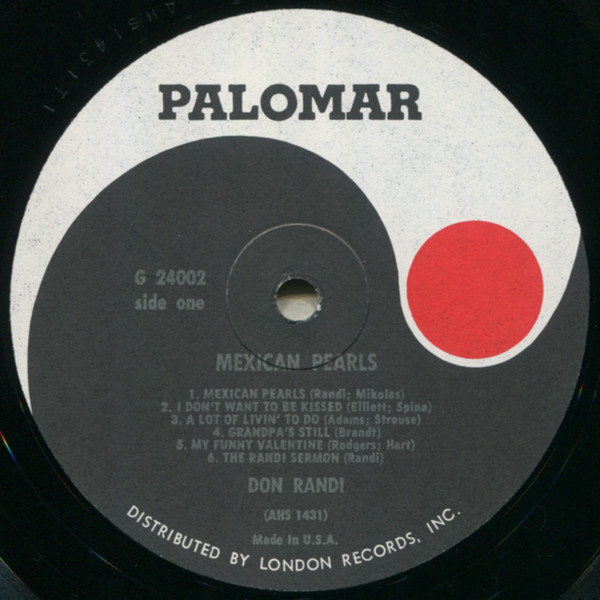 PALOMAR
G 24002
side one
MEXICAN PEARLS
1. MEXICAN PEARLS (Randi; Mikolas)
2. I DON'T WANT TO BE KISSED (Elliott; Spina)
3. A LOT OF LIVIN' TO DO (Adams; Strouse)
4. GRANDPA'S STILL (Brandt)
5. MY FUNNY VALENTINE (Rodgers; Hart)
6. THE RANDI SERMON (Randi)
DON RANDI
(AHS 1431)
Made In U.S.A.
DISTRIBUTED BY LONDON RECORDS, INC.